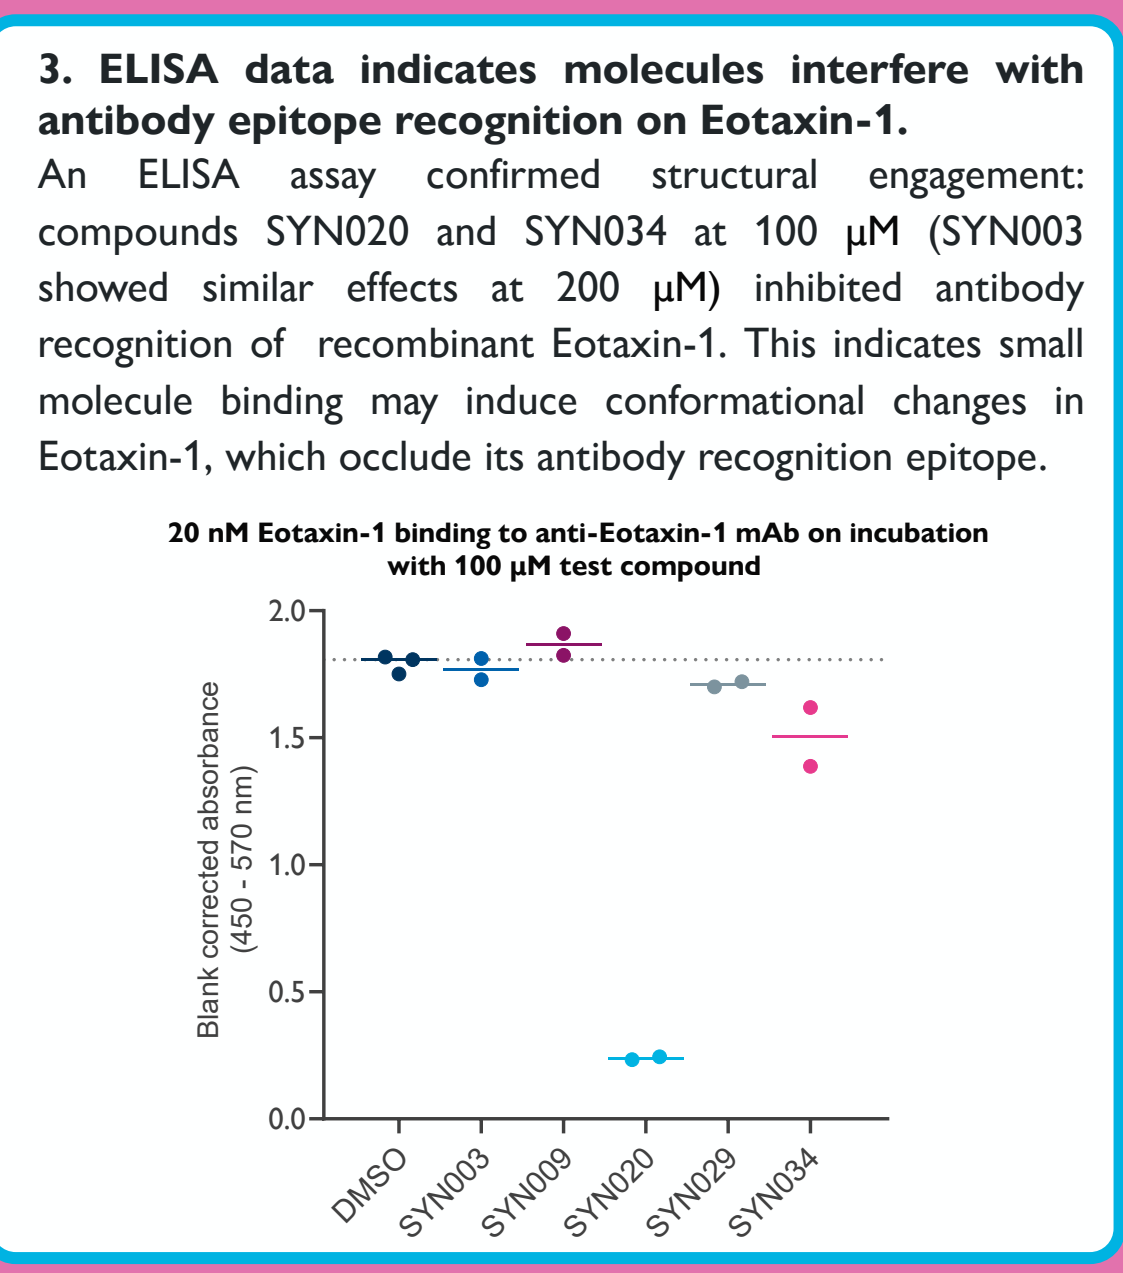 3. ELISA data indicates molecules interfere with
antibody epitope recognition on Eotaxin-1.
An ELISA assay confirmed structural engagement:
compounds SYN020 and SYN034 at 100 μM (SYN003
showed similar effects at 200 μM) inhibited antibody
recognition of recombinant Eotaxin-1. This indicates small
molecule binding may induce conformational changes in
Eotaxin-1, which occlude its antibody recognition epitope.
20 nM Eotaxin-1 binding to anti-Eotaxin-1 mAb on incubation
with 100 μM test compound
Blank corrected absorbance
(450 - 570 nm)
2.0
1.5
1.0
0.5
0.0
DMSO
SYN003
SYN009
SYN020
SYN029
SYN034